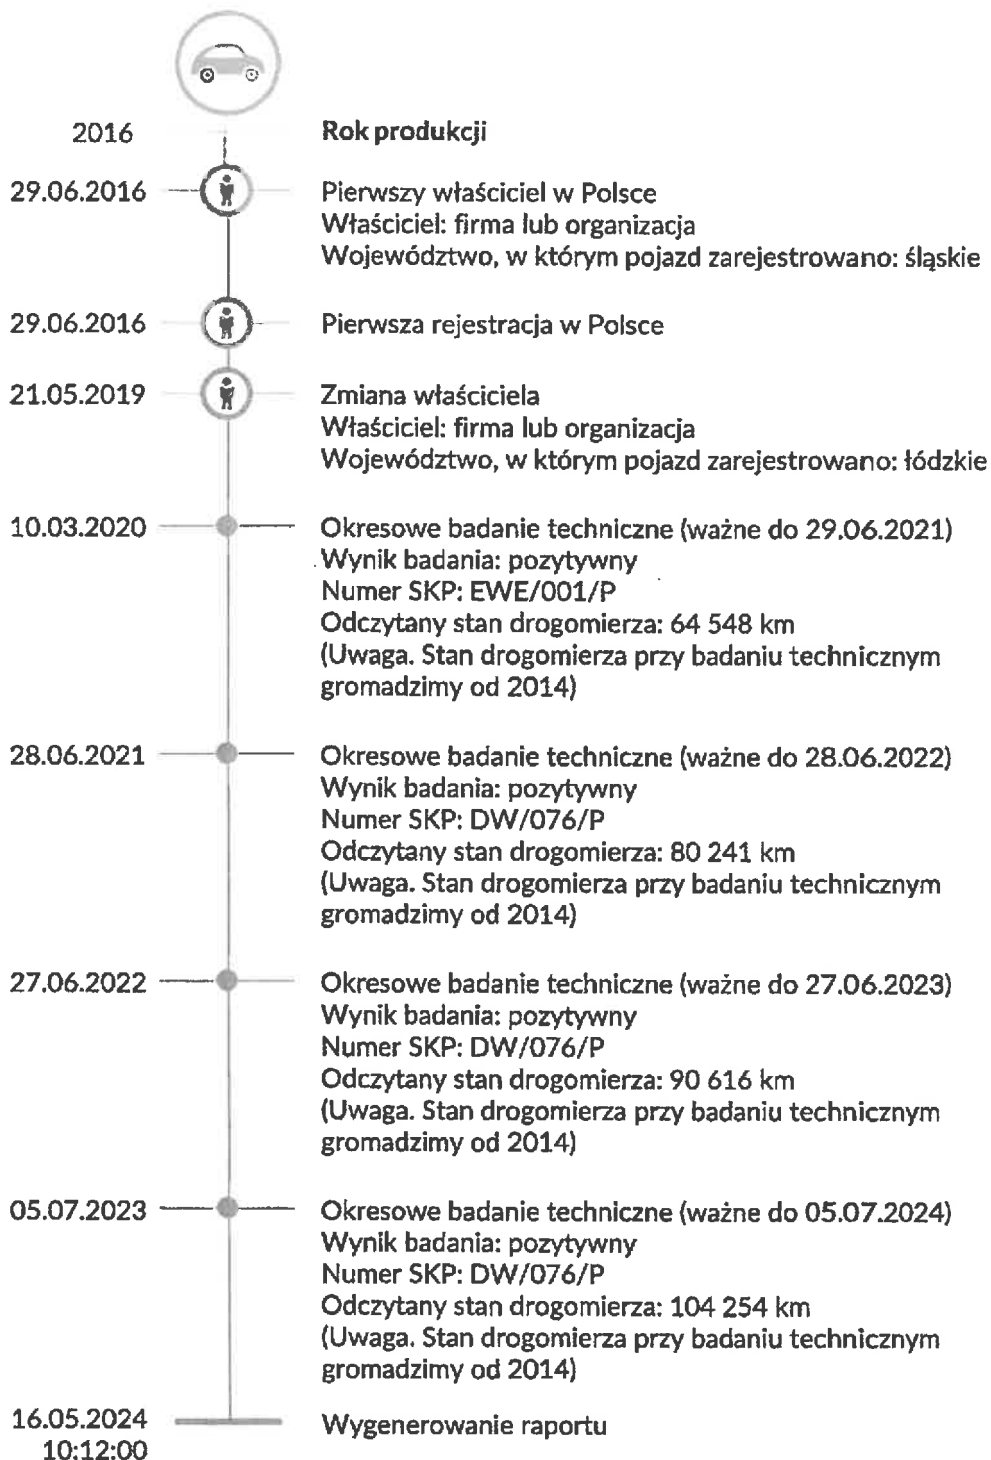 2016 Rok produkcji
29.06.2016 Pierwszy właściciel w Polsce
Właściciel: firma lub organizacja
Województwo, w którym pojazd zarejestrowano: śląskie
29.06.2016 Pierwsza rejestracja w Polsce
21.05.2019 Zmiana właściciela
Właściciel: firma lub organizacja
Województwo, w którym pojazd zarejestrowano: łódzkie
10.03.2020 Okresowe badanie techniczne (ważne do 29.06.2021)
Wynik badania: pozytywny
Numer SKP: EWE/001/P
Odczytany stan drogomierza: 64 548 km
(Uwaga. Stan drogomierza przy badaniu technicznym
gromadzimy od 2014)
28.06.2021 Okresowe badanie techniczne (ważne do 28.06.2022)
Wynik badania: pozytywny
Numer SKP: DW/076/P
Odczytany stan drogomierza: 80 241 km
(Uwaga. Stan drogomierza przy badaniu technicznym
gromadzimy od 2014)
27.06.2022 Okresowe badanie techniczne (ważne do 27.06.2023)
Wynik badania: pozytywny
Numer SKP: DW/076/P
Odczytany stan drogomierza: 90 616 km
(Uwaga. Stan drogomierza przy badaniu technicznym
gromadzimy od 2014)
05.07.2023 Okresowe badanie techniczne (ważne do 05.07.2024)
Wynik badania: pozytywny
Numer SKP: DW/076/P
Odczytany stan drogomierza: 104 254 km
(Uwaga. Stan drogomierza przy badaniu technicznym
gromadzimy od 2014)
16.05.2024 Wygenerowanie raportu
10:12:00